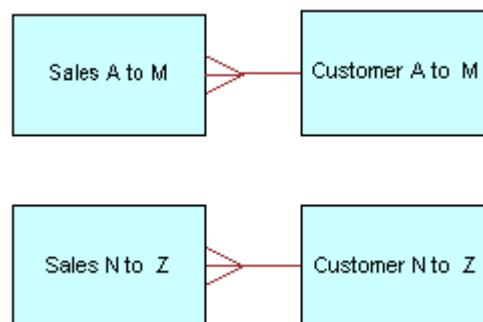 Sales A to M
Customer A to M
Sales N to Z
Customer N to Z